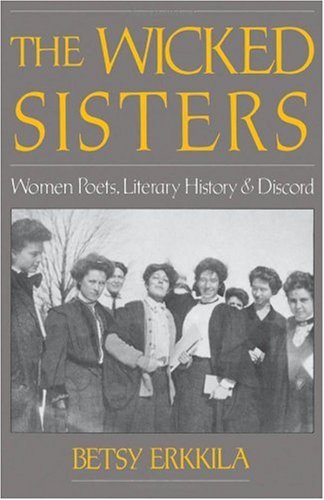 THE WICKED
SISTERS
Women Poets, Literary History & Discord
BETSY ERKKILA